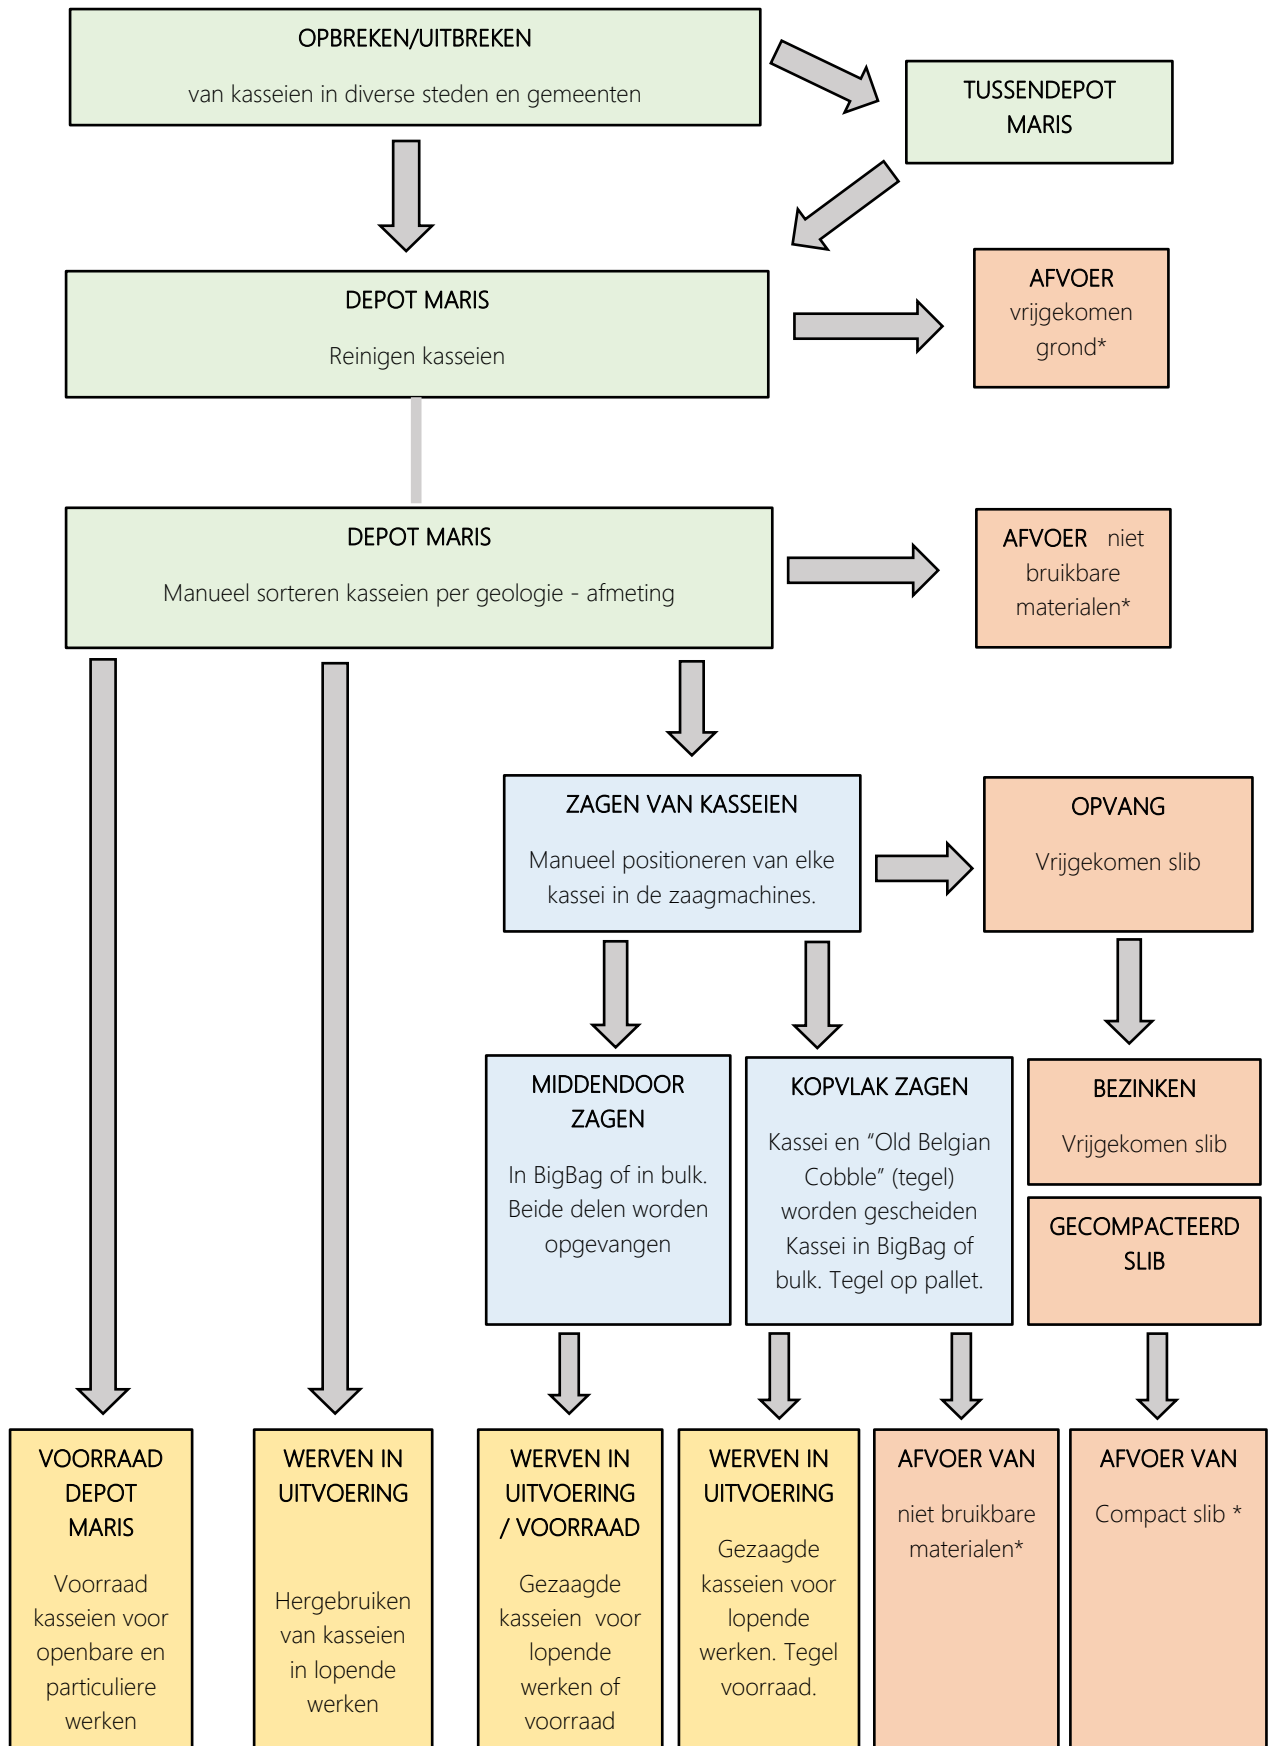 OPBREKEN/UITBREKEN
van kasseien in diverse steden en gemeenten
TUSSENDEPOT
MARIS
DEPOT MARIS
Reinigen kasseien
AFVOER
vrijgekomen
grond*
DEPOT MARIS
Manueel sorteren kasseien per geologie - afmeting
AFVOER niet
bruikbare
materialen*
ZAGEN VAN KASSEIEN
Manueel positioneren van elke
kassei in de zaagmachines.
OPVANG
Vrijgekomen slib
MIDDENDOOR
ZAGEN
In BigBag of in bulk.
Beide delen worden
opgevangen
KOPVLAK ZAGEN
Kassei en “Old Belgian
Cobble” (tegel)
worden gescheiden
Kassei in BigBag of
bulk. Tegel op pallet.
BEZINKEN
Vrijgekomen slib
GECOMPACTEERD
SLIB
VOORRAAD
DEPOT
MARIS
Voorraad
kasseien voor
openbare en
particuliere
werken
WERVEN IN
UITVOERING
Hergebruiken
van kasseien
in lopende
werken
WERVEN IN
UITVOERING
/ VOORRAAD
Gezaagde
kasseien voor
lopende
werken of
voorraad
WERVEN IN
UITVOERING
Gezaagde
kasseien voor
lopende
werken. Tegel
voorraad.
AFVOER VAN
niet bruikbare
materialen*
AFVOER VAN
Compact slib *